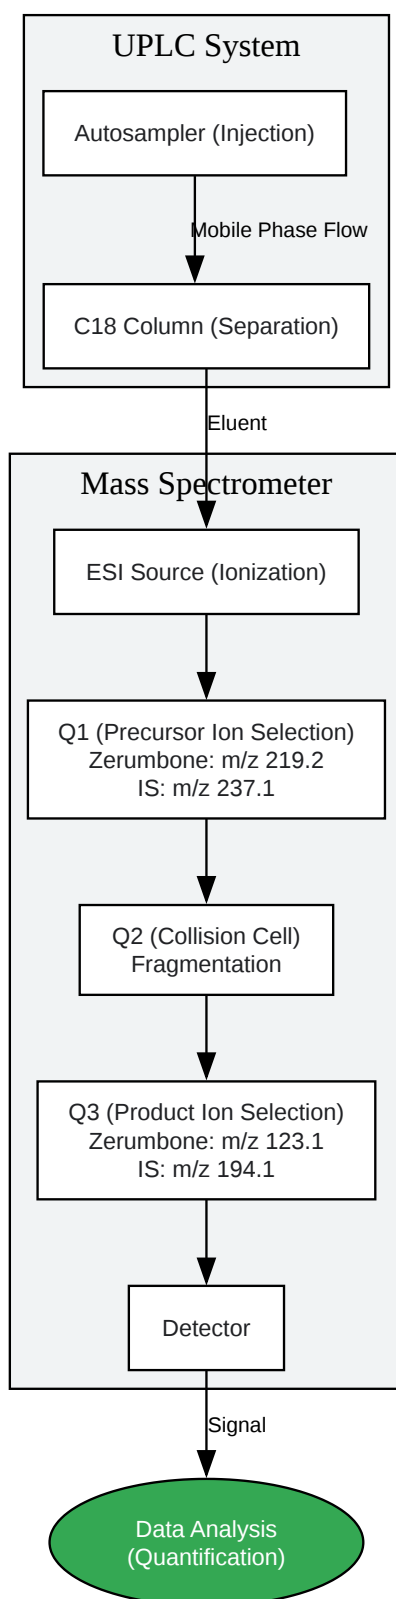 UPLC System
Autosampler (Injection)
Mobile Phase Flow
C18 Column (Separation)
Eluent
Mass Spectrometer
ESI Source (Ionization)
Q1 (Precursor Ion Selection)
Zerumbone: m/z 219.2
IS: m/z 237.1
Q2 (Collision Cell)
Fragmentation
Q3 (Product Ion Selection)
Zerumbone: m/z 123.1
IS: m/z 194.1
Detector
Signal
Data Analysis
(Quantification)